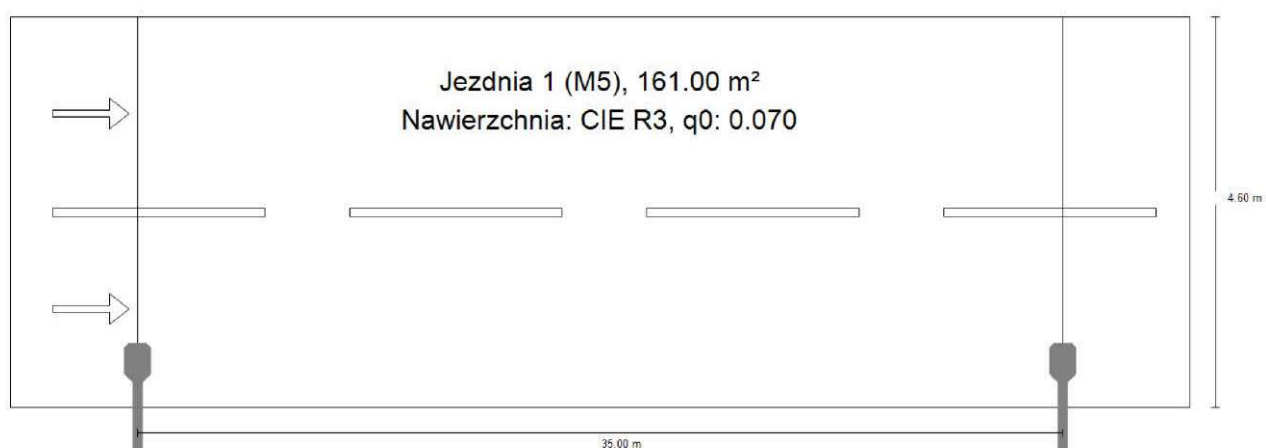 Jezdnia 1 (M5), 161.00 m²
Nawierzchnia: CIE R3, q0: 0.070
4.60 m
35.00 m